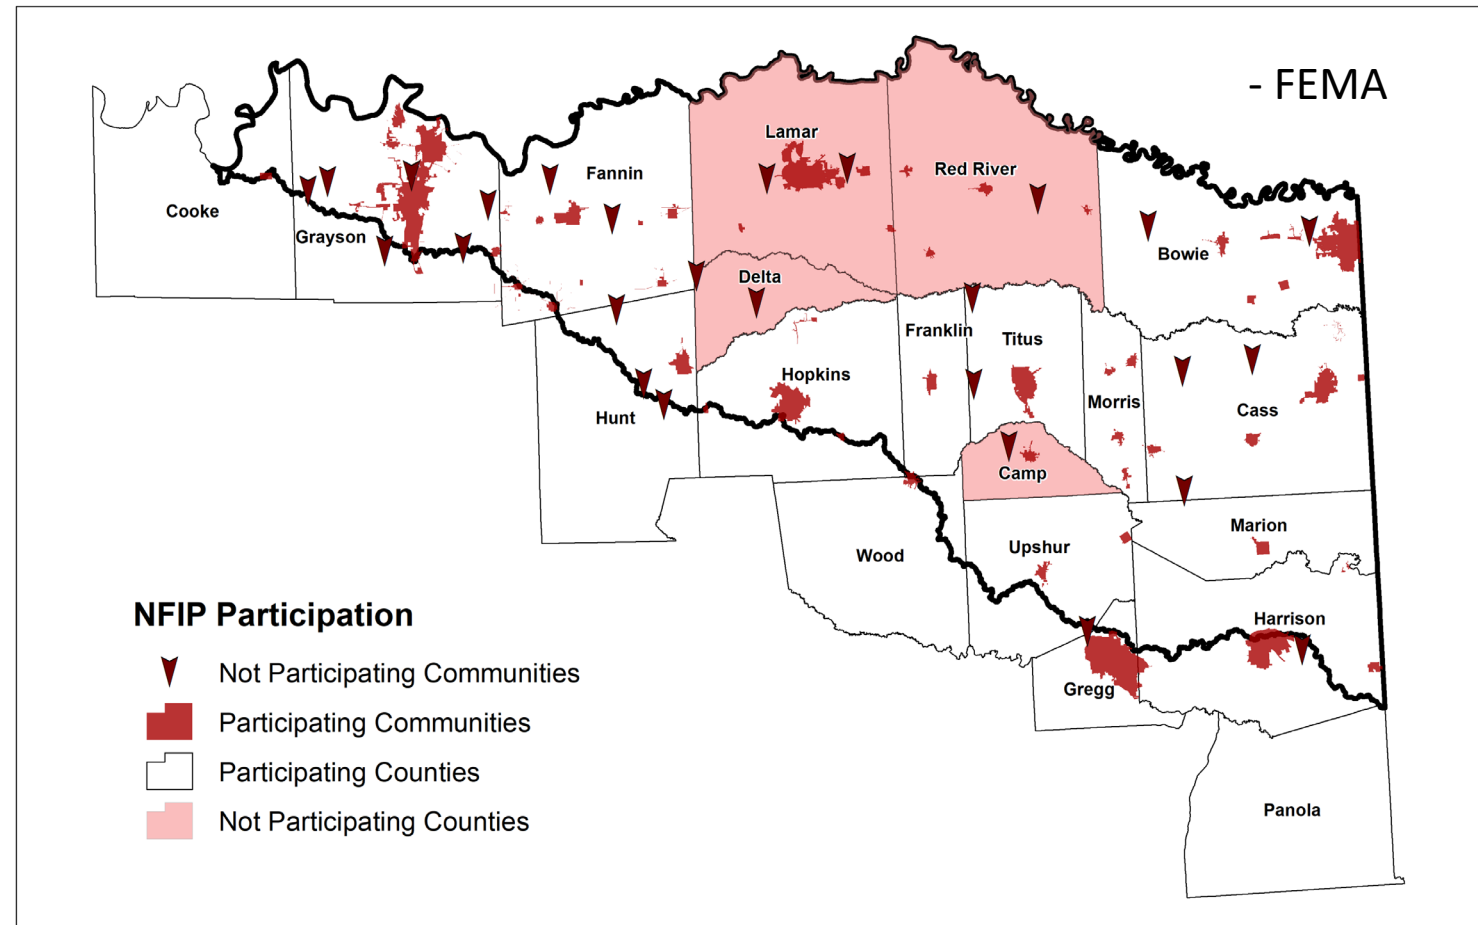 - FEMA
Lamar
Red River
Fannin
Cooke
Grayson
Bowie
Delta
Franklin
Titus
Hopkins
Morris
Cass
Hunt
Camp
Marion
Upshur
Wood
Harrison
Gregg
Panola
NFIP Participation
Not Participating Communities
Participating Communities
Participating Counties
Not Participating Counties